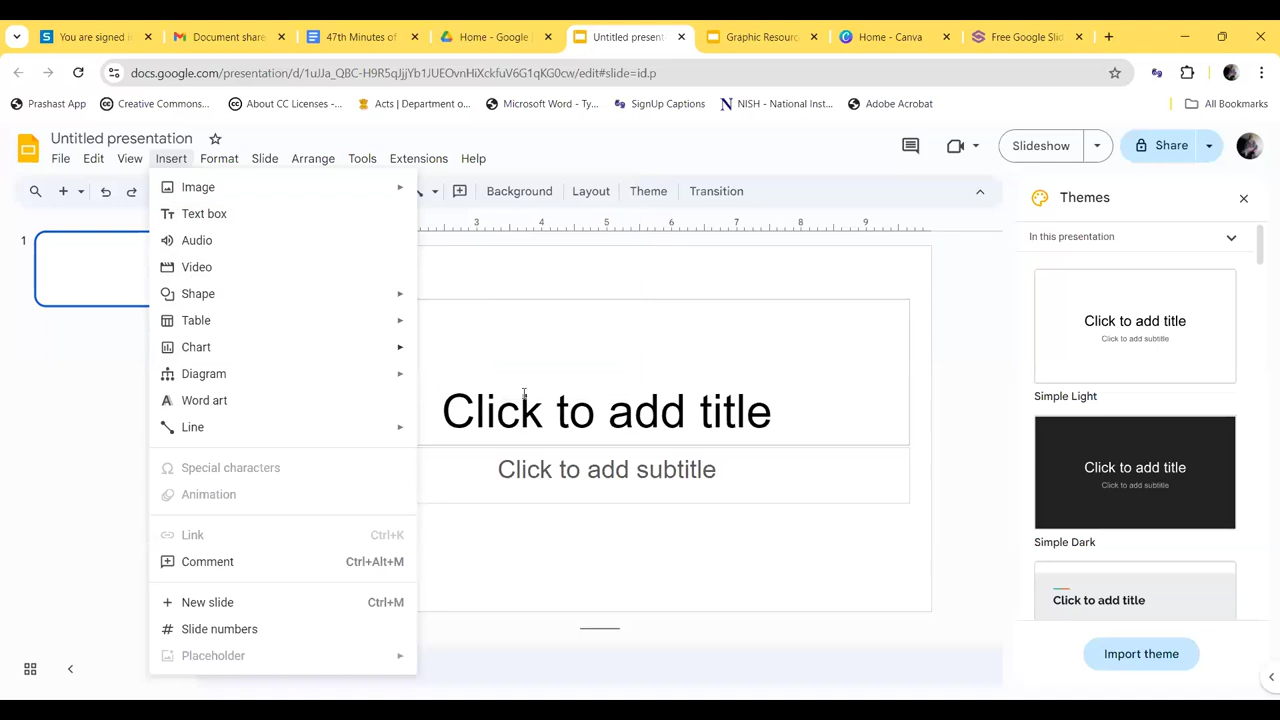 You are signed i
Document share
47th Minutes of
Home - Google
Untitled present
Graphic Resourc
Home - Canva
Free Google Slid
docs.google.com/presentation/d/1uJJa_QBC-H9R5qJjjYb1JUEOvnHiXckfuV6G1qKG0cw/edit#slide=id.p
Prashast App
Creative Commons...
About CC Licenses -...
Acts | Department o...
Microsoft Word - Ty...
SignUp Captions
NISH - National Inst...
Adobe Acrobat
All Bookmarks
Untitled presentation
File Edit View Insert Format Slide Arrange Tools Extensions Help
Slideshow
Share
Background Layout Theme Transition
3 4 5 6 7 8 9
1
Image
Text box
Audio
Video
Shape
Table
Chart
Diagram
Word art
Line
Special characters
Animation
Link Ctrl+K
Comment Ctrl+Alt+M
New slide Ctrl+M
Slide numbers
Placeholder
Click to add title
Click to add subtitle
Themes
In this presentation
Click to add title
Click to add subtitle
Simple Light
Click to add title
Click to add subtitle
Simple Dark
Click to add title
Import theme